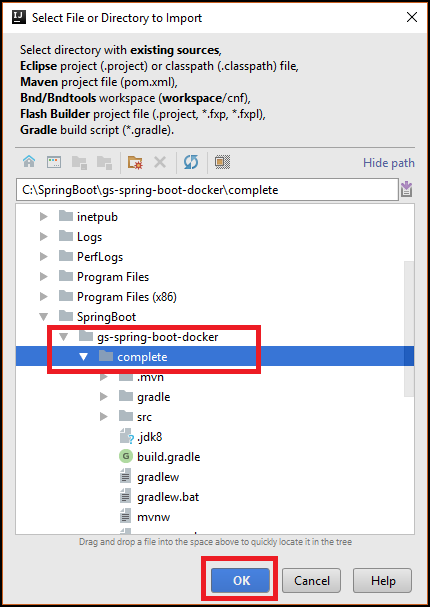 Select File or Directory to Import
Select directory with existing sources,
Eclipse project (.project) or classpath (.classpath) file,
Maven project file (pom.xml),
Bnd/Bndtools workspace (workspace/cnf),
Flash Builder project file (.project, *.fxp, *.fxpl),
Gradle build script (*.gradle).
Hide path
C:\SpringBoot\gs-spring-boot-docker\complete
inetpub
Logs
PerfLogs
Program Files
Program Files (x86)
SpringBoot
gs-spring-boot-docker
complete
.mvn
gradle
src
.jdk8
build.gradle
gradlew
gradlew.bat
mvnw
Drag and drop a file into the space above to quickly locate it in the tree
OK Cancel Help